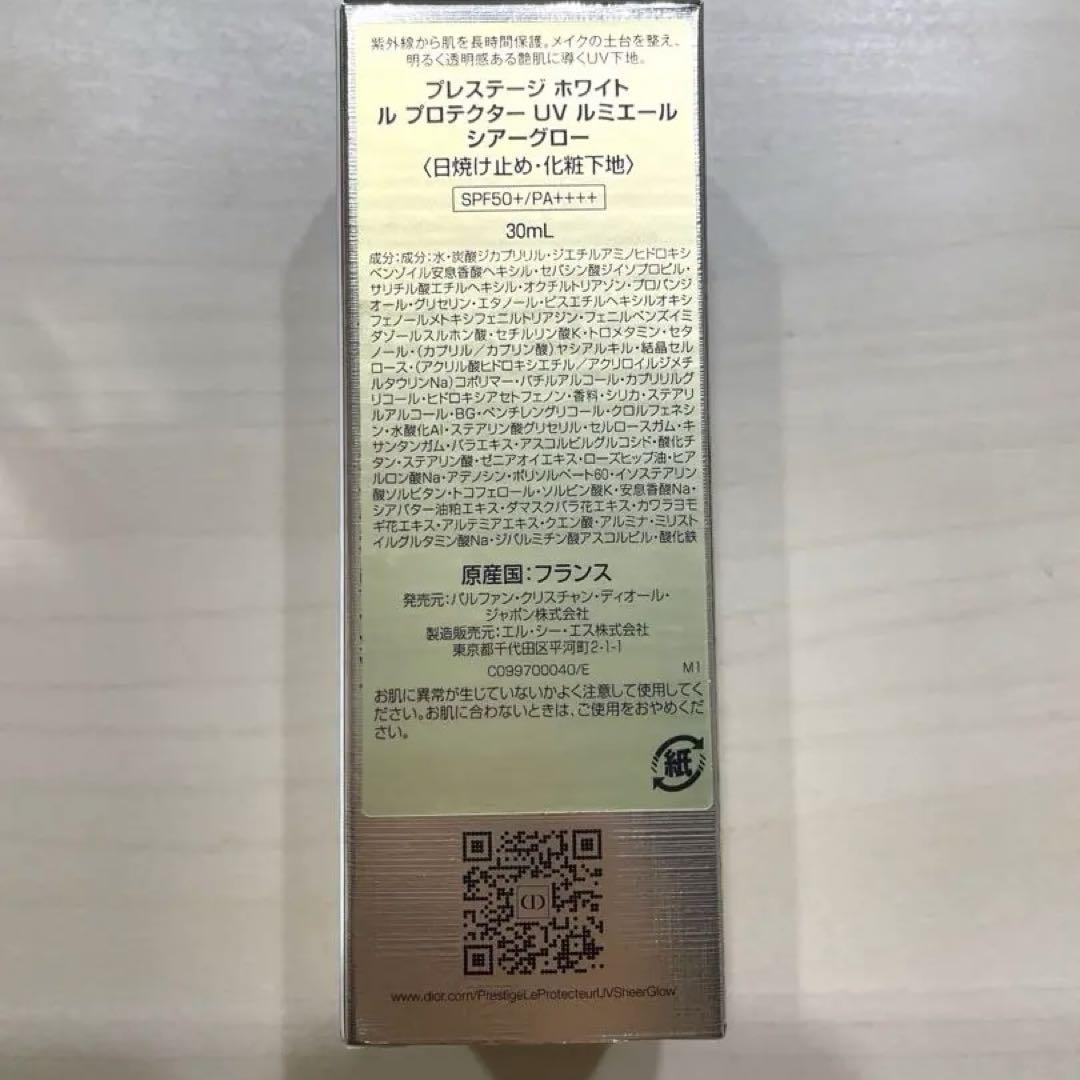 紫外線から肌を長時間保護。メイクの土台を整え、
明るく透明感ある艶肌に導くUV下地。
プレステージ ホワイト
ル プロテクター UV ルミエール
シアーグロー
〈日焼け止め・化粧下地〉
SPF50+/PA++++
30mL
成分:成分:水・炭酸ジカプリリル・ジエチルアミノヒドロキシ
ベンゾイル安息香酸ヘキシル・セバシン酸ジイソプロピル・
サリチル酸エチルヘキシル・オクチルトリアゾン・プロパンジ
オール・グリセリン・エタノール・ビスエチルヘキシルオキシ
フェノールメトキシフェニルトリアジン・フェニルベンズイミ
ダゾールスルホン酸・セチルリン酸K・トロメタミン・セタ
ノール・(カプリル/カプリン酸)ヤシアルキル・結晶セル
ロース・(アクリル酸ヒドロキシエチル/アクリロイルジメチ
ルタウリンNa)コポリマー・バチルアルコール・カプリリルグ
リコール・ヒドロキシアセトフェノン・香料・シリカ・ステアリ
ルアルコール・BG・ペンチレングリコール・クロルフェネシ
ン・水酸化Al・ステアリン酸グリセリル・セルロースガム・キ
サンタンガム・バラエキス・アスコルビルグルコシド・酸化チ
タン・ステアリン酸・ゼニアオイエキス・ローズヒップ油・ヒア
ルロン酸Na・アデノシン・ポリソルベート60・イソステアリン
酸ソルビタン・トコフェロール・ソルビン酸K・安息香酸Na・
シアバター油粕エキス・ダマスクバラ花エキス・カワラヨモ
ギ花エキス・アルテミアエキス・クエン酸・アルミナ・ミリスト
イルグルタミン酸Na・ジパルミチン酸アスコルビル・酸化鉄
原産国:フランス
発売元:パルファン・クリスチャン・ディオール・
ジャポン株式会社
製造販売元:エル・シー・エス株式会社
東京都千代田区平河町2-1-1
C099700040/E M1
お肌に異常が生じていないかよく注意して使用してく
ださい。お肌に合わないときは、ご使用をおやめくだ
さい。
紙
CD
www.dior.com/PrestigeLeProtecteurUVSheerGlow